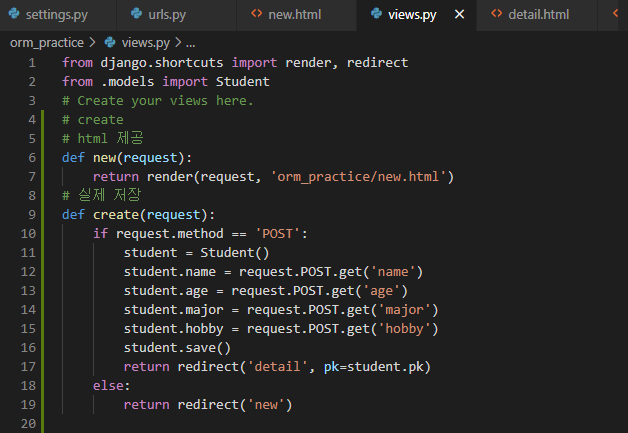 settings.py urls.py new.html views.py detail.html
orm_practice > views.py > ...
1 from django.shortcuts import render, redirect
2 from .models import Student
3 # Create your views here.
4 # create
5 # html 제공
6 def new(request):
7     return render(request, 'orm_practice/new.html')
8 # 실제 저장
9 def create(request):
10     if request.method == 'POST':
11         student = Student()
12         student.name = request.POST.get('name')
13         student.age = request.POST.get('age')
14         student.major = request.POST.get('major')
15         student.hobby = request.POST.get('hobby')
16         student.save()
17         return redirect('detail', pk=student.pk)
18     else:
19         return redirect('new')
20